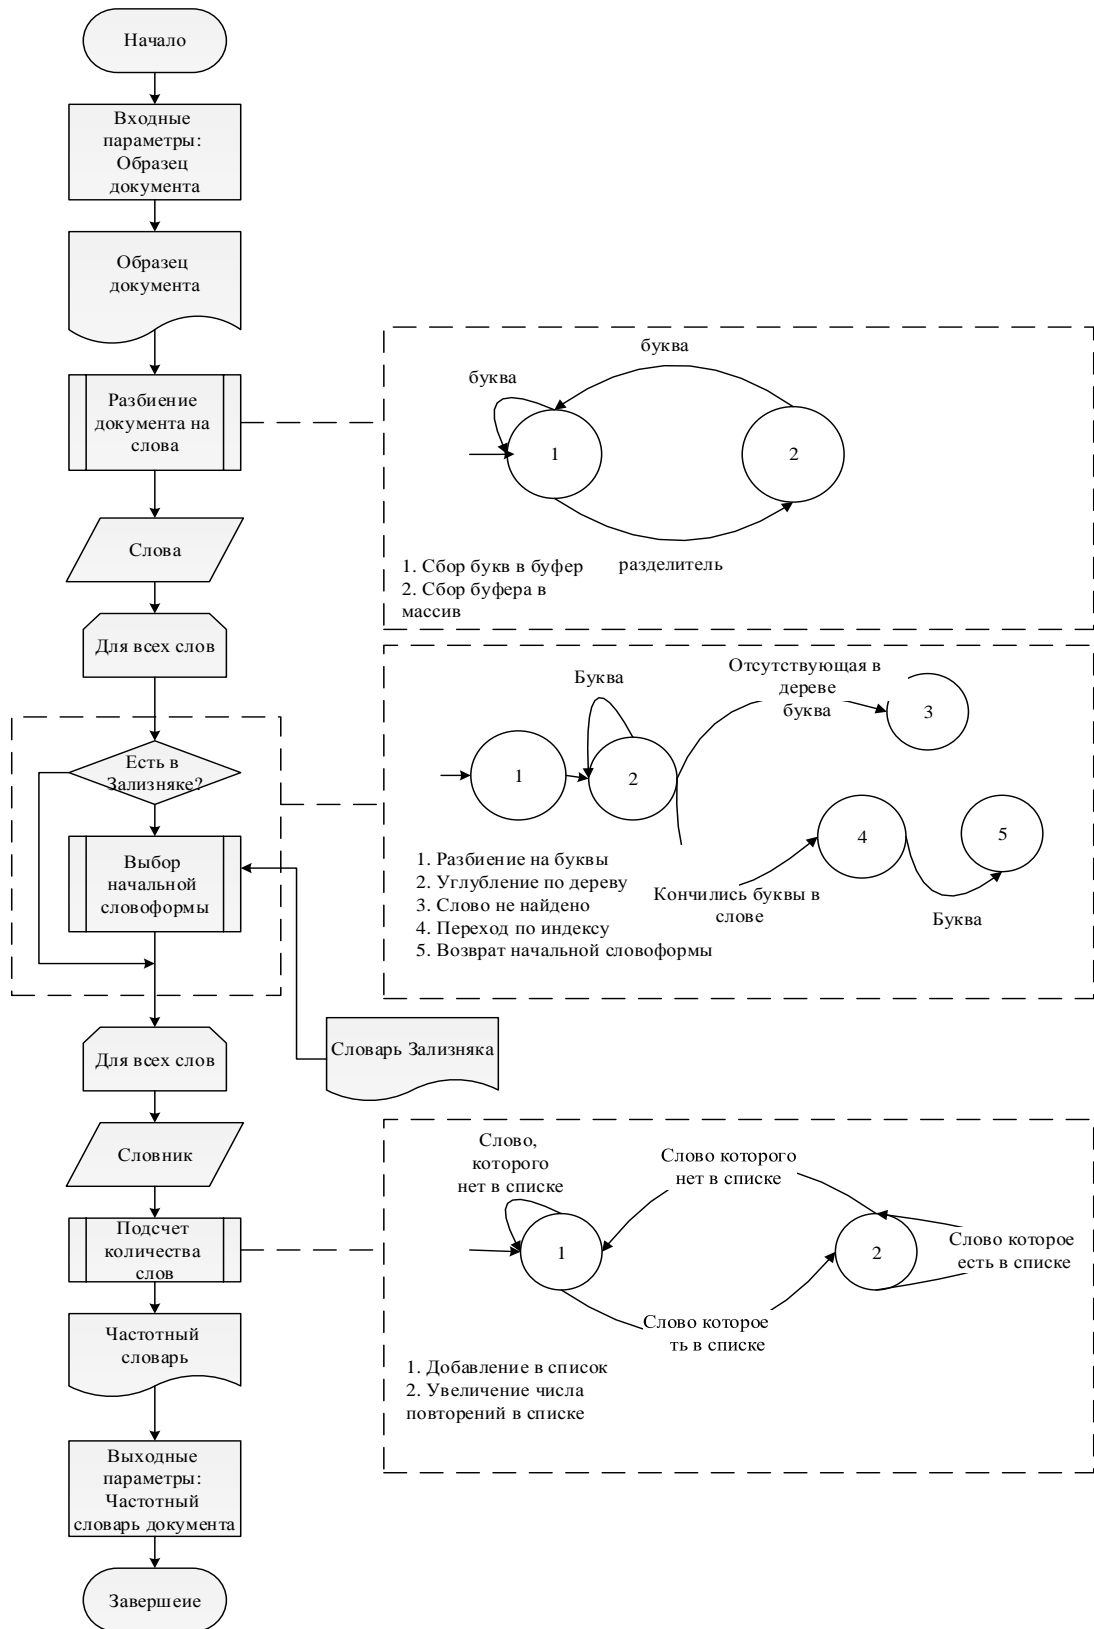 Начало
Входные
параметры:
Образец
документа
Образец
документа
Разбиение
документа на
слова
Слова
Для всех слов
Есть в
Зализняке?
Выбор
начальной
словоформы
Для всех слов
Словарь Зализняка
Словник
Подсчет
количества
слов
Частотный
словарь
Выходные
параметры:
Частотный
словарь документа
Завершеие
буква
буква
1
2
разделитель
1. Сбор букв в буфер
2. Сбор буфера в
массив
Отсутствующая в
дереве
буква
Буква
1
2
3
4
5
Кончились буквы в
слове
Буква
1. Разбиение на буквы
2. Углубление по дереву
3. Слово не найдено
4. Переход по индексу
5. Возврат начальной словоформы
Слово,
которого
нет в списке
Слово которого
нет в списке
1
2
Слово которое
есть в списке
Слово которое
ть в списке
1. Добавление в список
2. Увеличение числа
повторений в списке